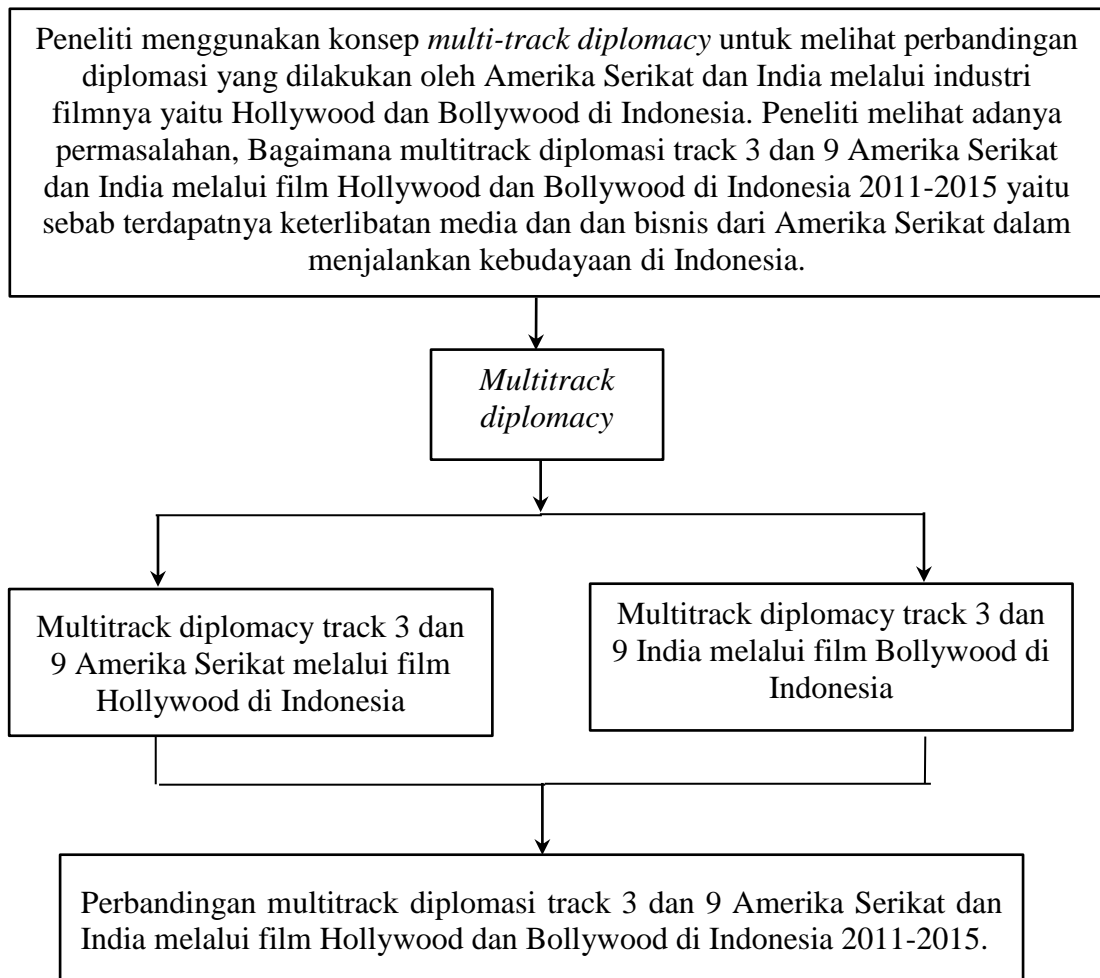 Peneliti menggunakan konsep multi-track diplomacy untuk melihat perbandingan
diplomasi yang dilakukan oleh Amerika Serikat dan India melalui industri
filmnya yaitu Hollywood dan Bollywood di Indonesia. Peneliti melihat adanya
permasalahan, Bagaimana multitrack diplomasi track 3 dan 9 Amerika Serikat
dan India melalui film Hollywood dan Bollywood di Indonesia 2011-2015 yaitu
sebab terdapatnya keterlibatan media dan dan bisnis dari Amerika Serikat dalam
menjalankan kebudayaan di Indonesia.
Multitrack
diplomacy
Multitrack diplomacy track 3 dan
9 Amerika Serikat melalui film
Hollywood di Indonesia
Multitrack diplomacy track 3 dan
9 India melalui film Bollywood di
Indonesia
Perbandingan multitrack diplomasi track 3 dan 9 Amerika Serikat dan
India melalui film Hollywood dan Bollywood di Indonesia 2011-2015.